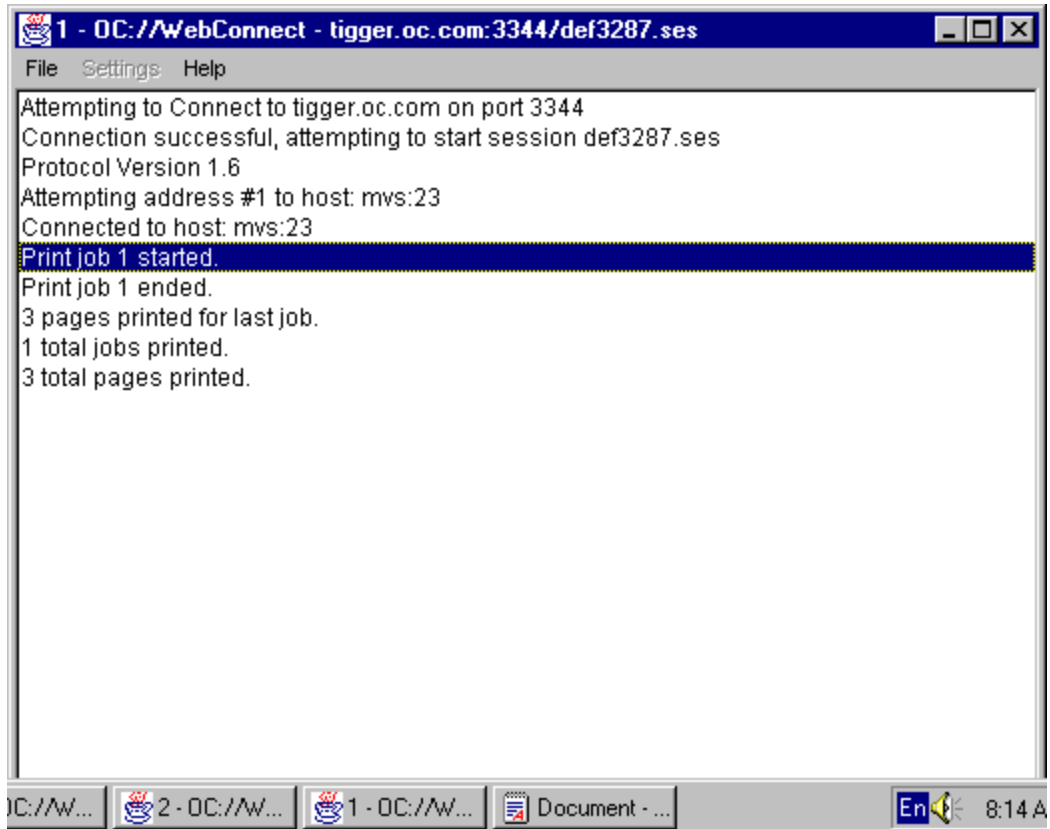 1 - OC://WebConnect - tigger.oc.com:3344/def3287.ses
File Settings Help
Attempting to Connect to tigger.oc.com on port 3344
Connection successful, attempting to start session def3287.ses
Protocol Version 1.6
Attempting address #1 to host: mvs:23
Connected to host: mvs:23
Print job 1 started.
Print job 1 ended.
3 pages printed for last job.
1 total jobs printed.
3 total pages printed.
OC://W... 2 - OC://W... 1 - OC://W... Document - ... En 8:14 A